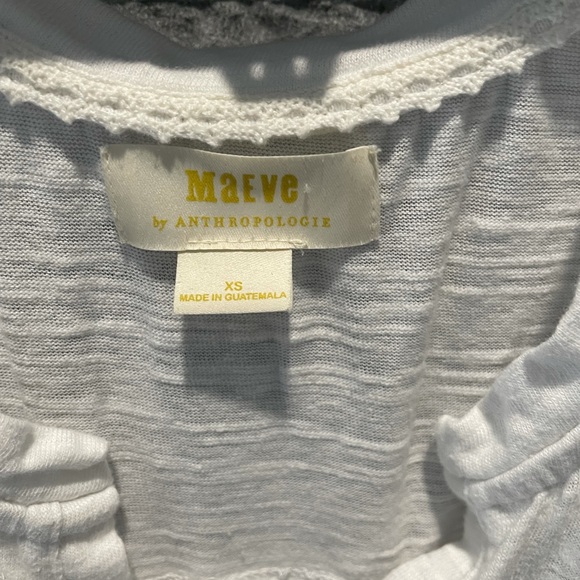 MaEve
by ANTHROPOLOGIE
XS
MADE IN GUATEMALA